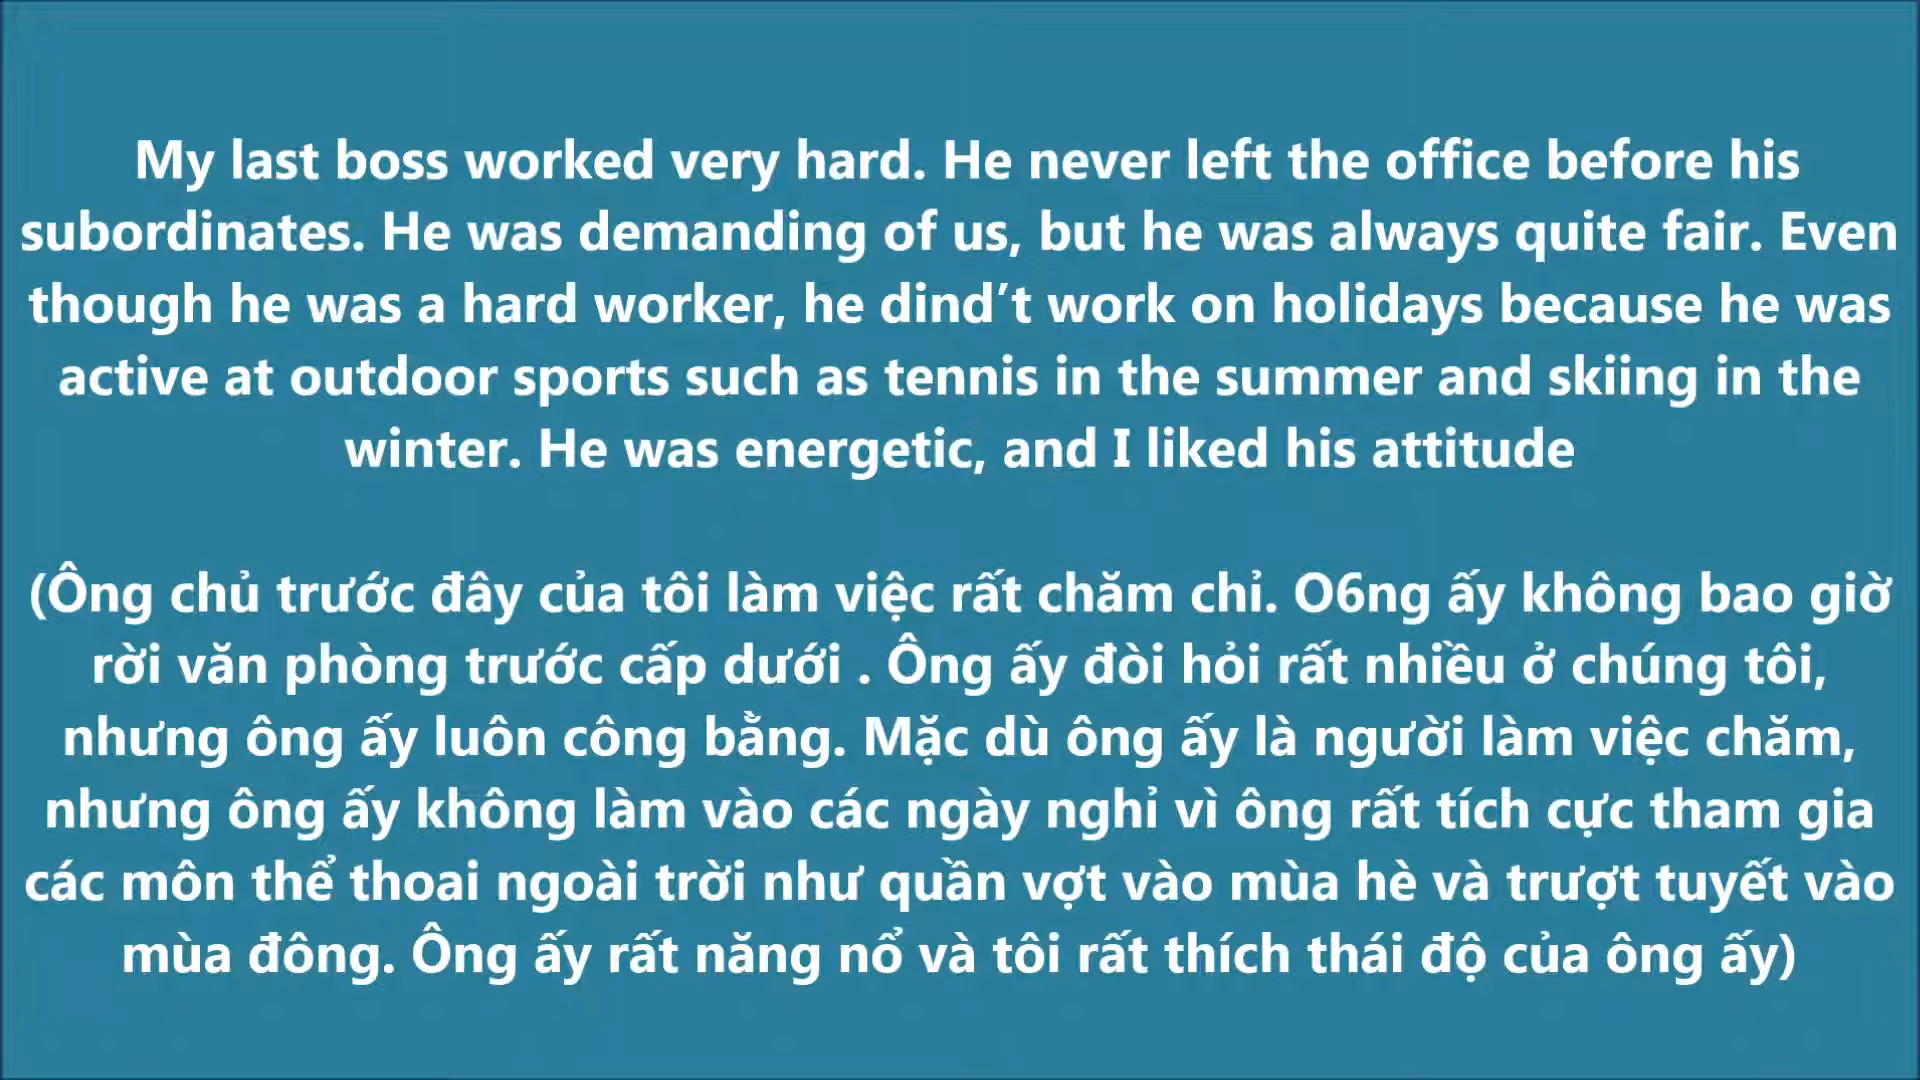 My last boss worked very hard. He never left the office before his
subordinates. He was demanding of us, but he was always quite fair. Even
though he was a hard worker, he dind’t work on holidays because he was
active at outdoor sports such as tennis in the summer and skiing in the
winter. He was energetic, and I liked his attitude
(Ông chủ trước đây của tôi làm việc rất chăm chỉ. O6ng ấy không bao giờ
rời văn phòng trước cấp dưới . Ông ấy đòi hỏi rất nhiều ở chúng tôi,
nhưng ông ấy luôn công bằng. Mặc dù ông ấy là người làm việc chăm,
nhưng ông ấy không làm vào các ngày nghỉ vì ông rất tích cực tham gia
các môn thể thoai ngoài trời như quần vợt vào mùa hè và trượt tuyết vào
mùa đông. Ông ấy rất năng nổ và tôi rất thích thái độ của ông ấy)